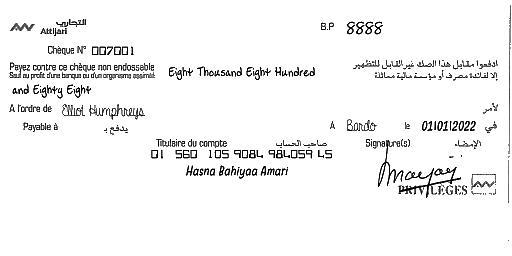 التجاري
Attijari
B.P 8888
Chèque N° 007001
Payez contre ce chèque non endossable
Sauf au profit d'une banque ou d'un organisme assimilé
Eight Thousand Eight Hundred
ادفعوا مقابل هذا الصك غير القابل للتظهير
إلا لفائدة مصرف أو مؤسسة مالية مماثلة
and Eighty Eight
A l'ordre de Elliot Humphreys
لأمر
Payable à
يدفع بـ
A Bardo le 01/01/2022 في
Titulaire du compte صاحب الحساب
Signature(s) الإمضاء
01 560 105 9084 984059 45
Hasna Bahiyaa Amari
PRIVILÈGES